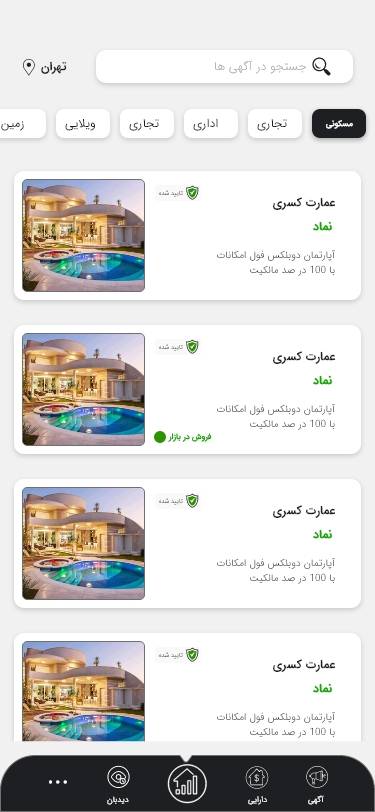 جستجو در آگهی ها
تهران
مسکونی
تجاری
اداری
تجاری
ویلایی
زمین
تایید شده
عمارت کسری
نماد
آپارتمان دوبلکس فول امکانات
با 100 در صد مالکیت
تایید شده
عمارت کسری
نماد
آپارتمان دوبلکس فول امکانات
با 100 در صد مالکیت
فروش در بازار
تایید شده
عمارت کسری
نماد
آپارتمان دوبلکس فول امکانات
با 100 در صد مالکیت
تایید شده
عمارت کسری
نماد
آپارتمان دوبلکس فول امکانات
با 100 در صد مالکیت
آگهی
دارایی
دیدبان